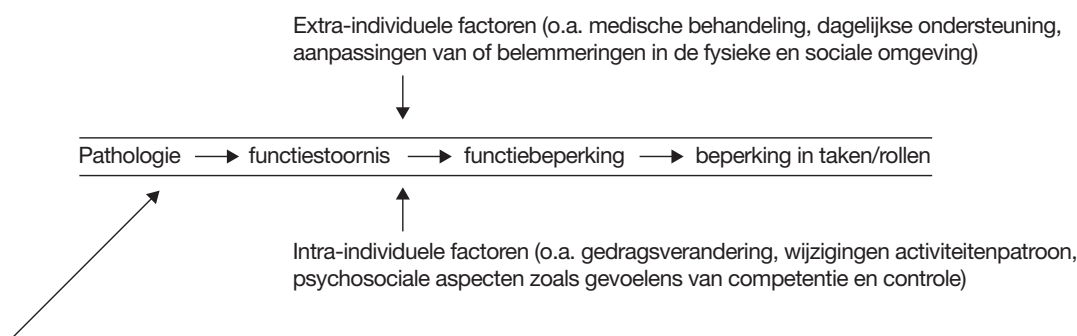 Extra-individuele factoren (o.a. medische behandeling, dagelijkse ondersteuning,
aanpassingen van of belemmeringen in de fysieke en sociale omgeving)
Pathologie → functiestoornis → functiebeperking → beperking in taken/rollen
Intra-individuele factoren (o.a. gedragsverandering, wijzigingen activiteitenpatroon,
psychosociale aspecten zoals gevoelens van competentie en controle)